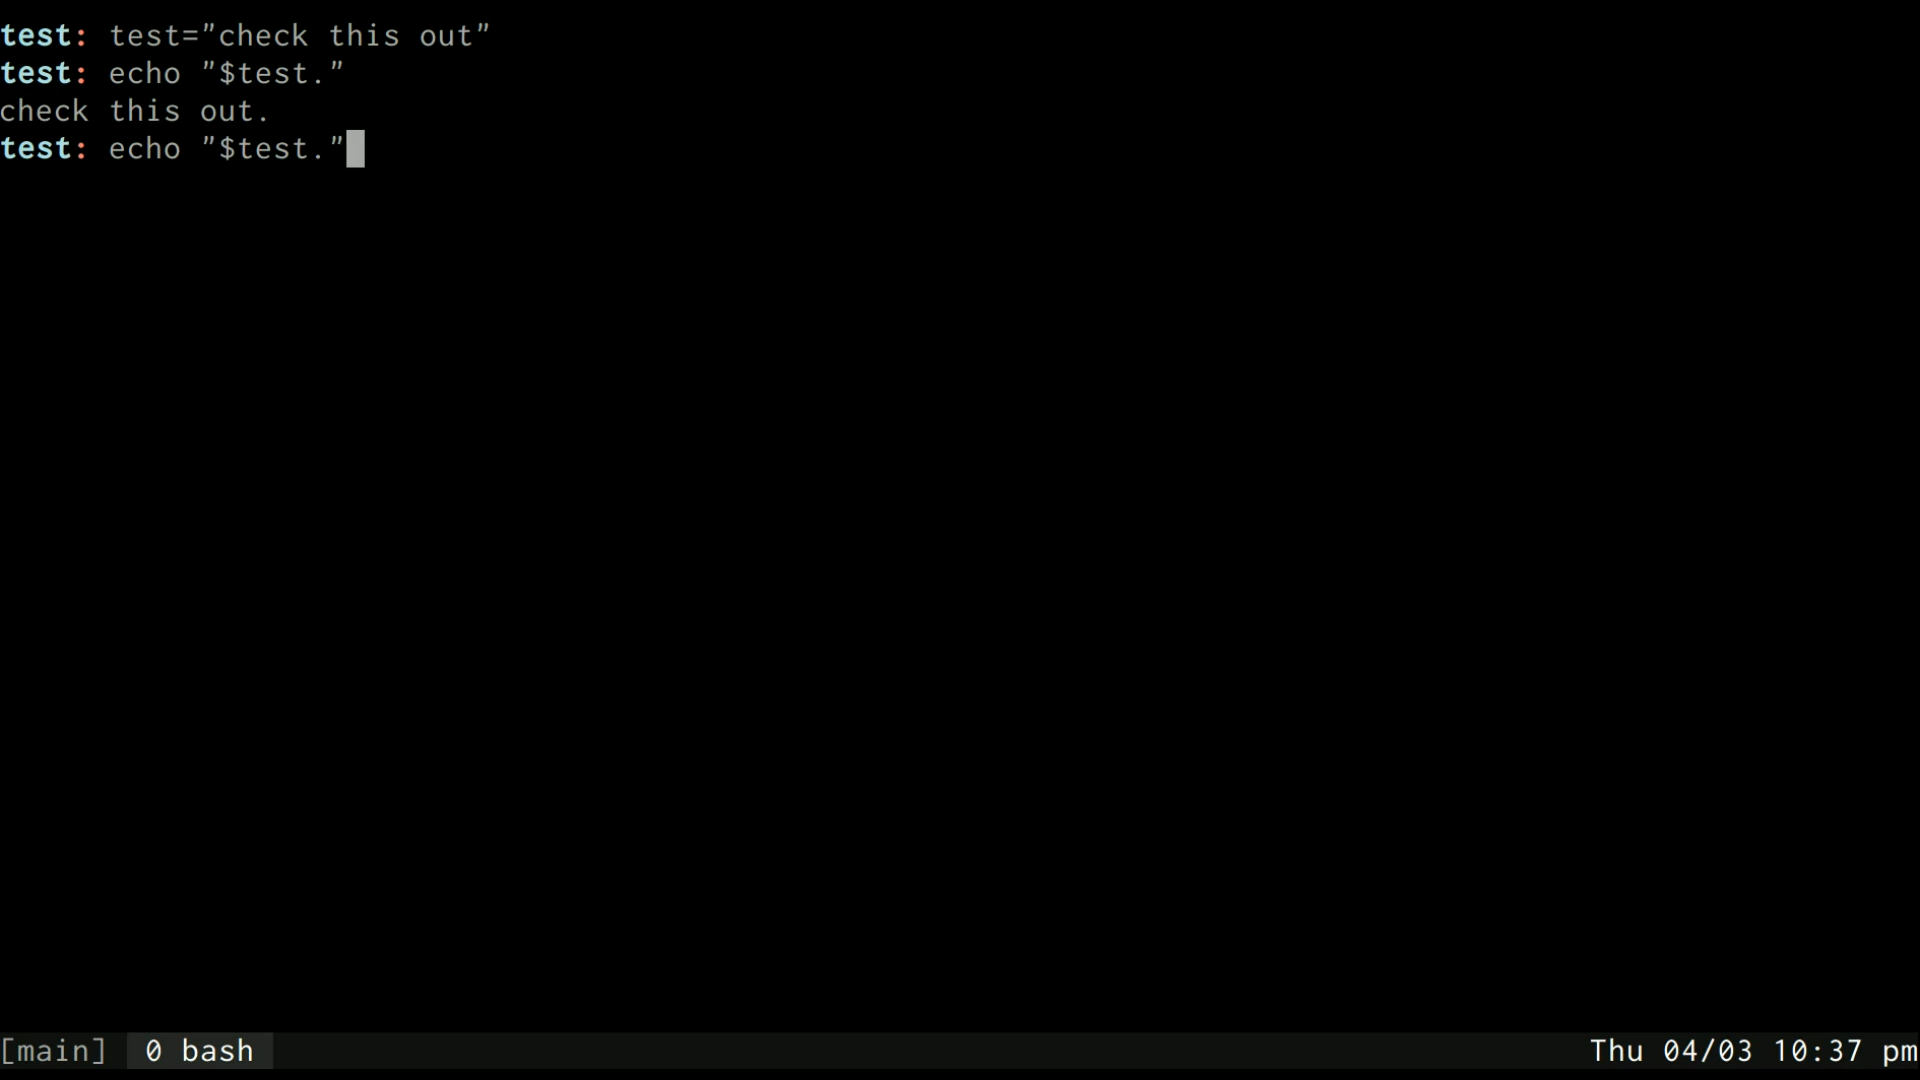 test: test="check this out"
test: echo "$test."
check this out.
test: echo "$test."
[main] 0 bash Thu 04/03 10:37 pm